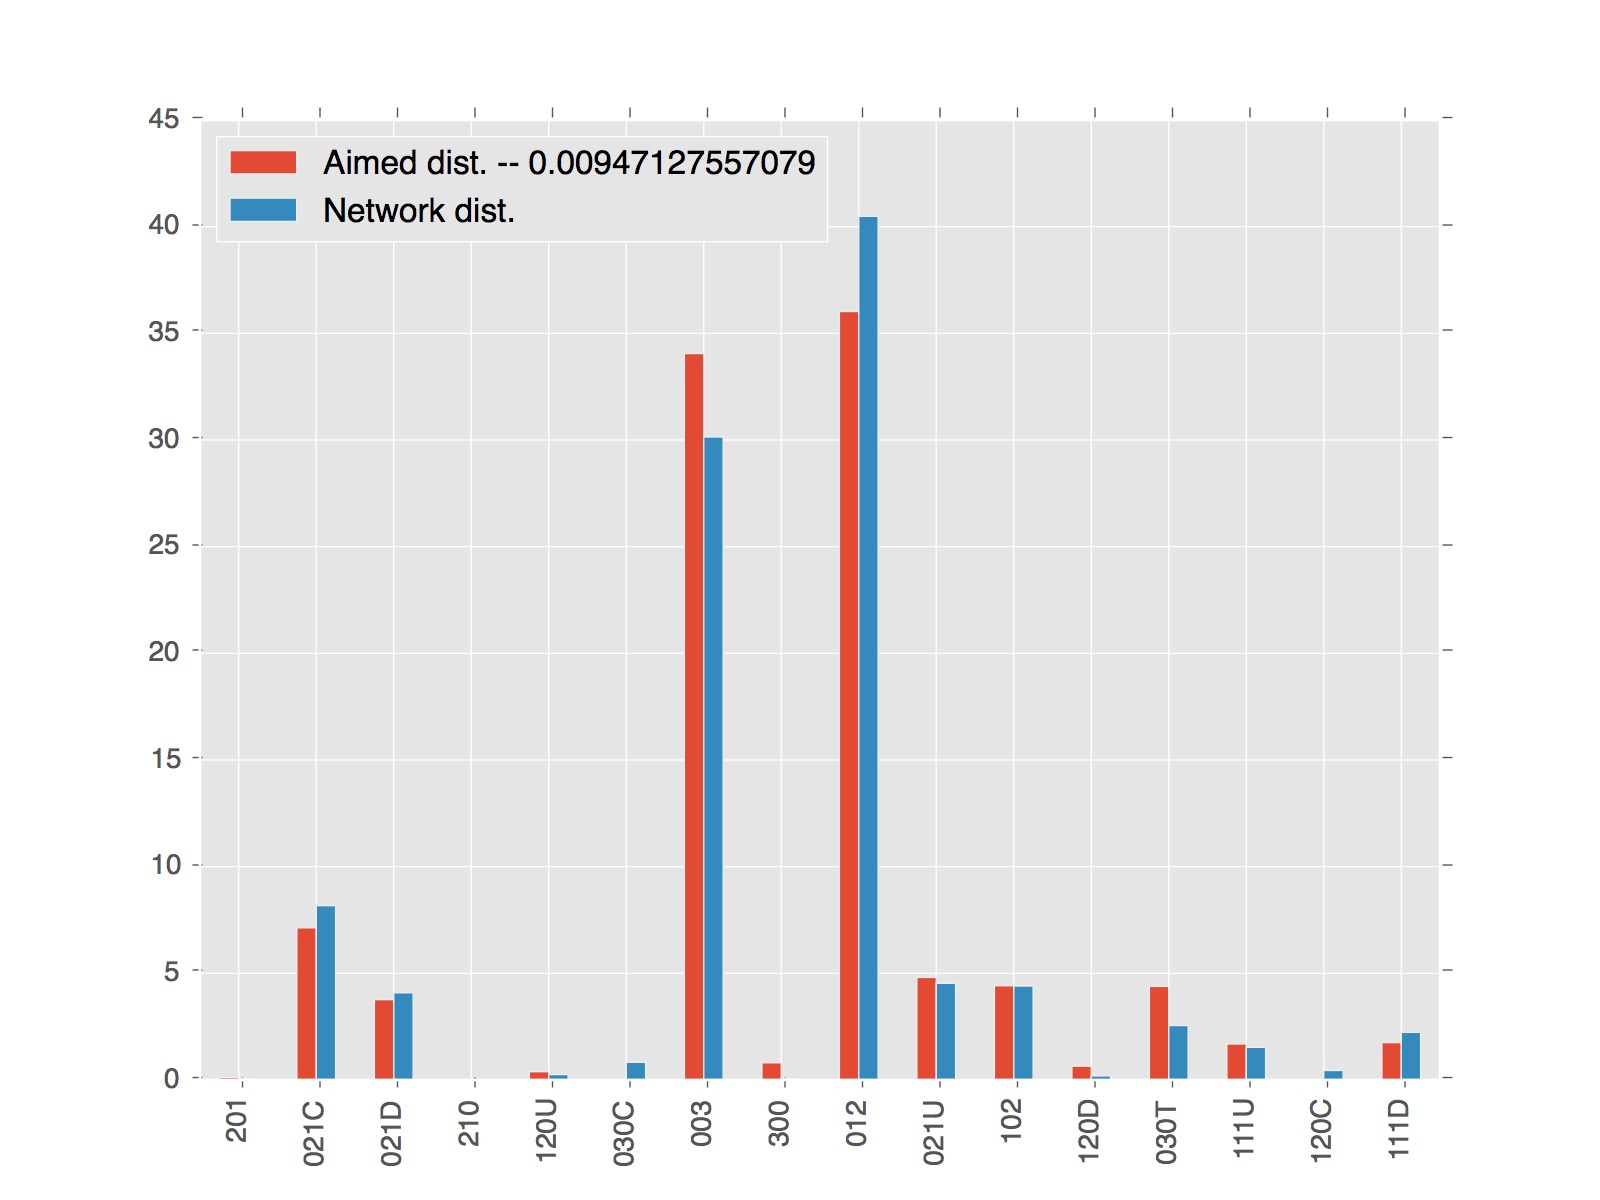 45
40
35
30
25
20
15
10
5
0
Aimed dist. -- 0.00947127557079
Network dist.
201
021C
021D
210
120U
030C
003
300
012
021U
102
120D
030T
111U
120C
111D